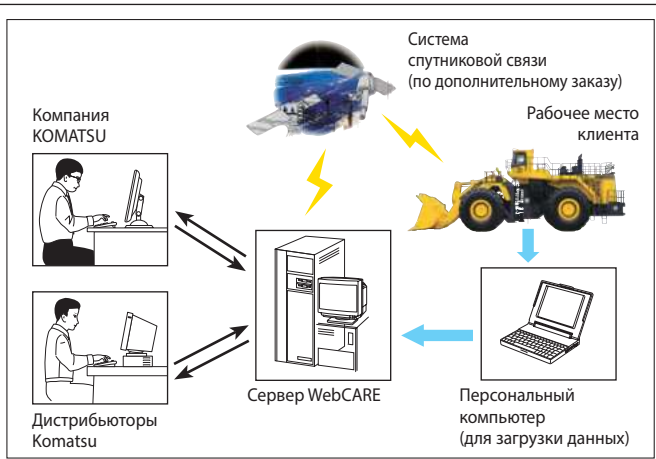 Система
спутниковой связи
(по дополнительному заказу)
Рабочее место
клиента
Компания
KOMATSU
Сервер WebCARE
Персональный
компьютер
(для загрузки данных)
Дистрибьюторы
Komatsu